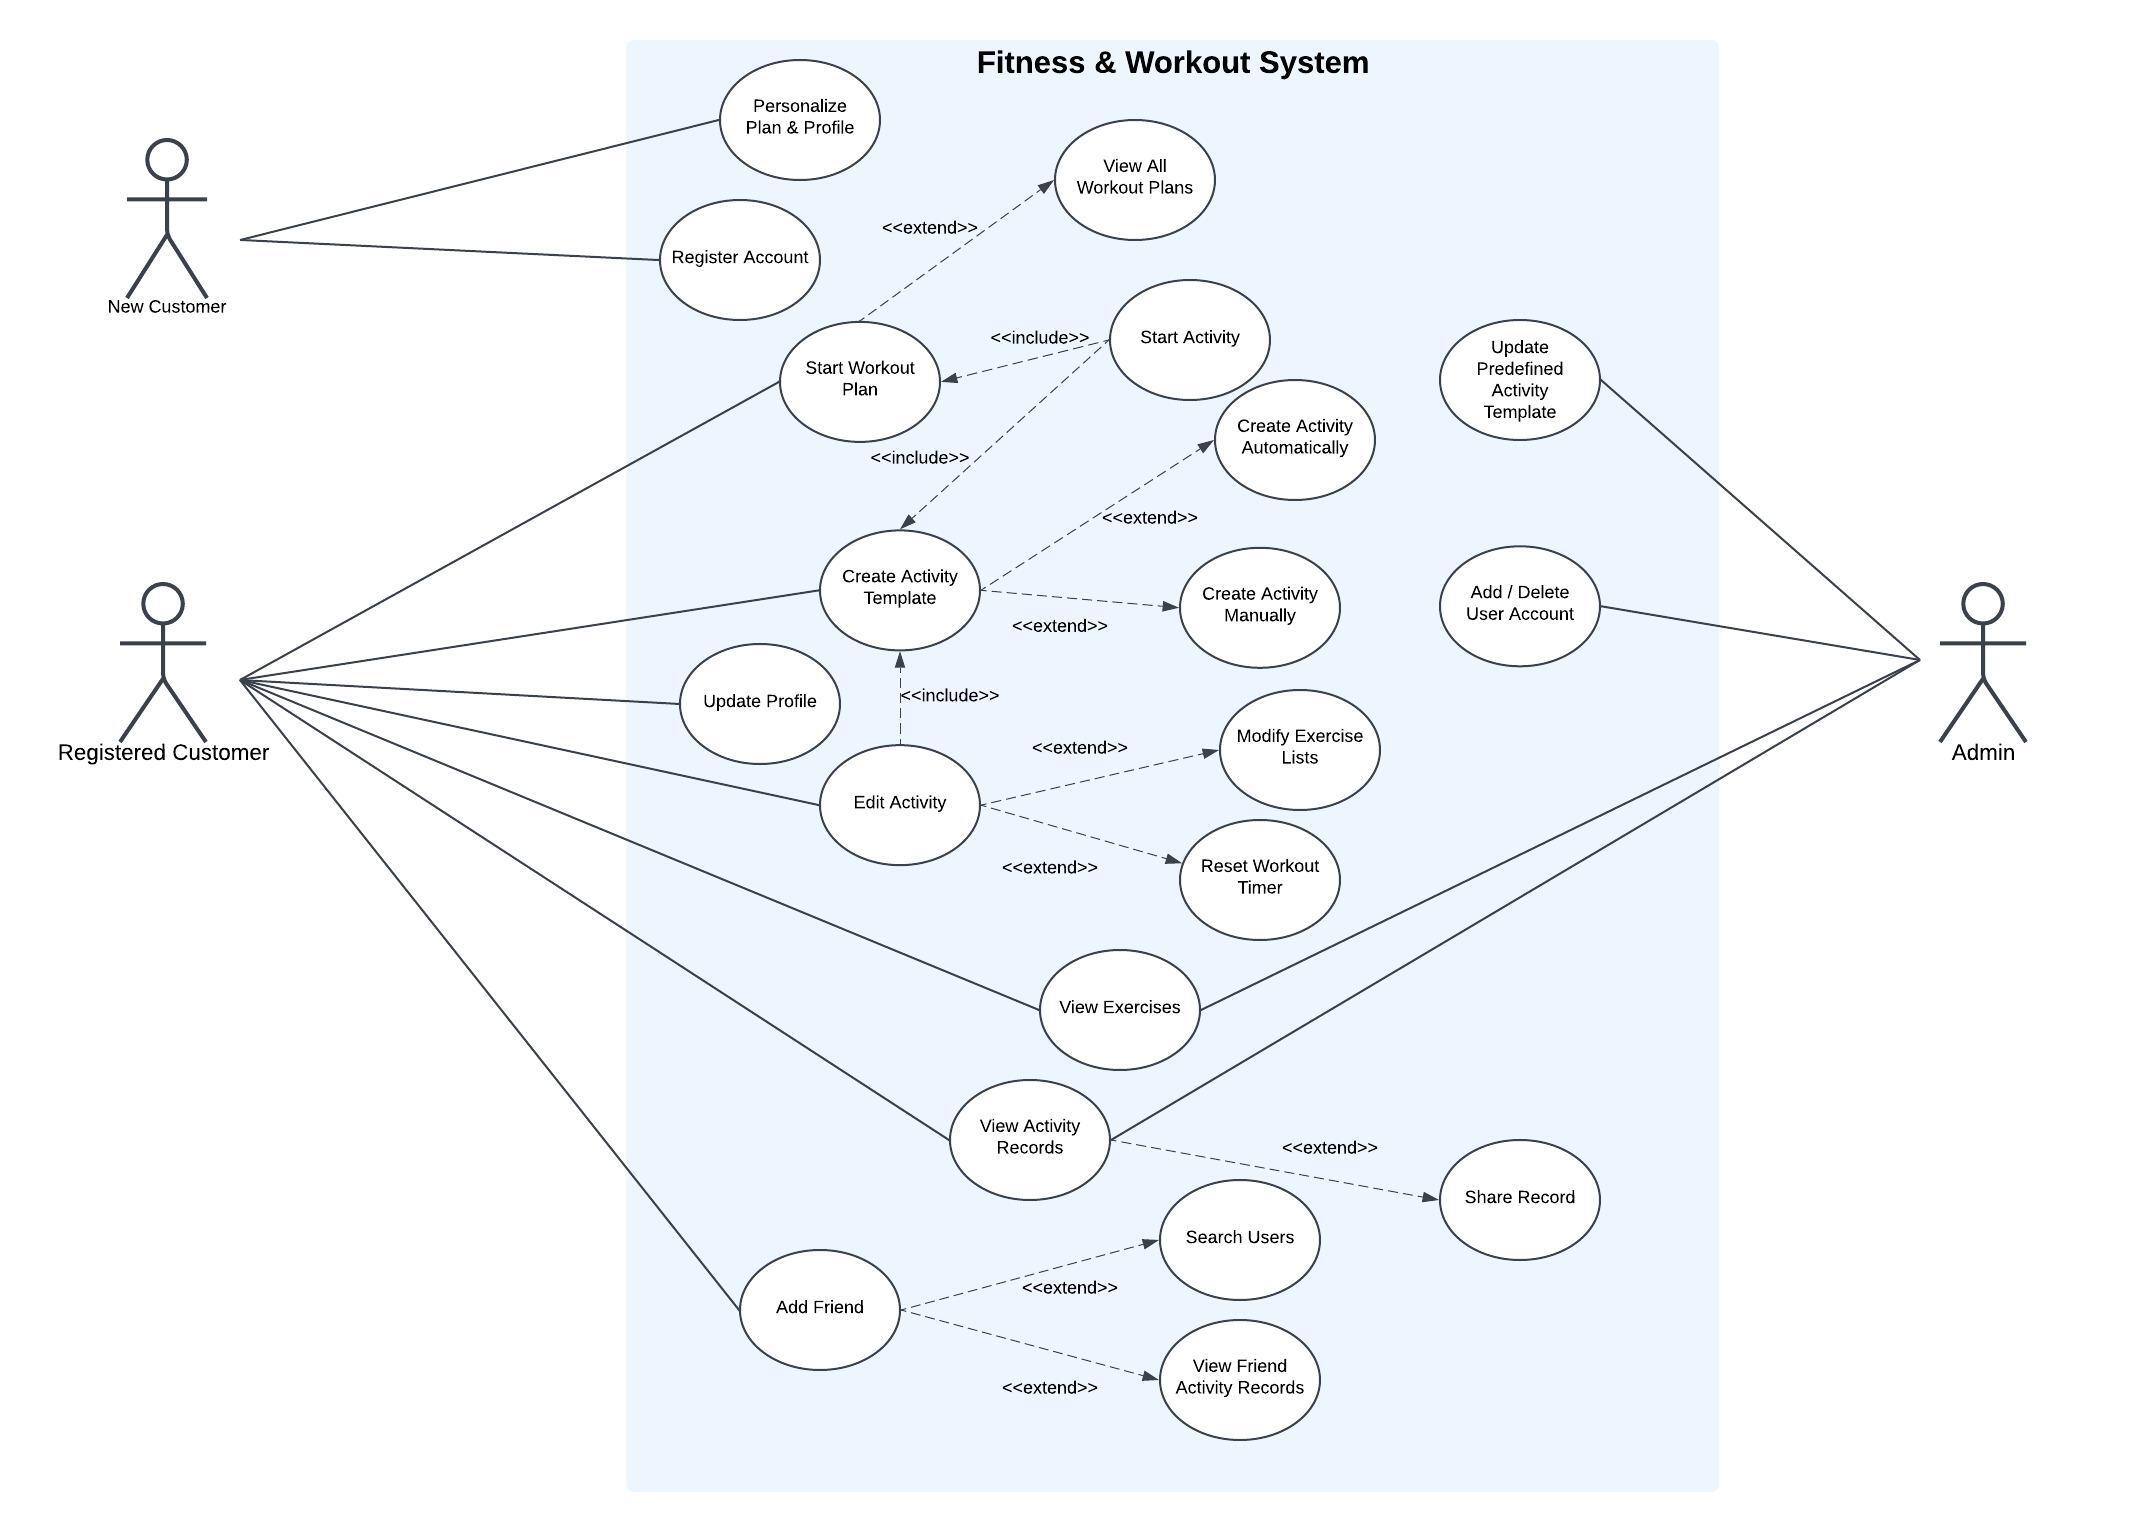 Fitness & Workout System
Personalize
Plan & Profile
View All
Workout Plans
<<extend>>
Register Account
New Customer
<<include>>
Start Activity
Start Workout
Plan
Update
Predefined
Activity
Template
Create Activity
Automatically
<<include>>
<<extend>>
Create Activity
Template
Create Activity
Manually
Add / Delete
User Account
<<extend>>
Update Profile
<<include>>
Registered Customer
<<extend>>
Modify Exercise
Lists
Admin
Edit Activity
<<extend>>
Reset Workout
Timer
View Exercises
View Activity
Records
<<extend>>
Share Record
Search Users
<<extend>>
Add Friend
<<extend>>
View Friend
Activity Records